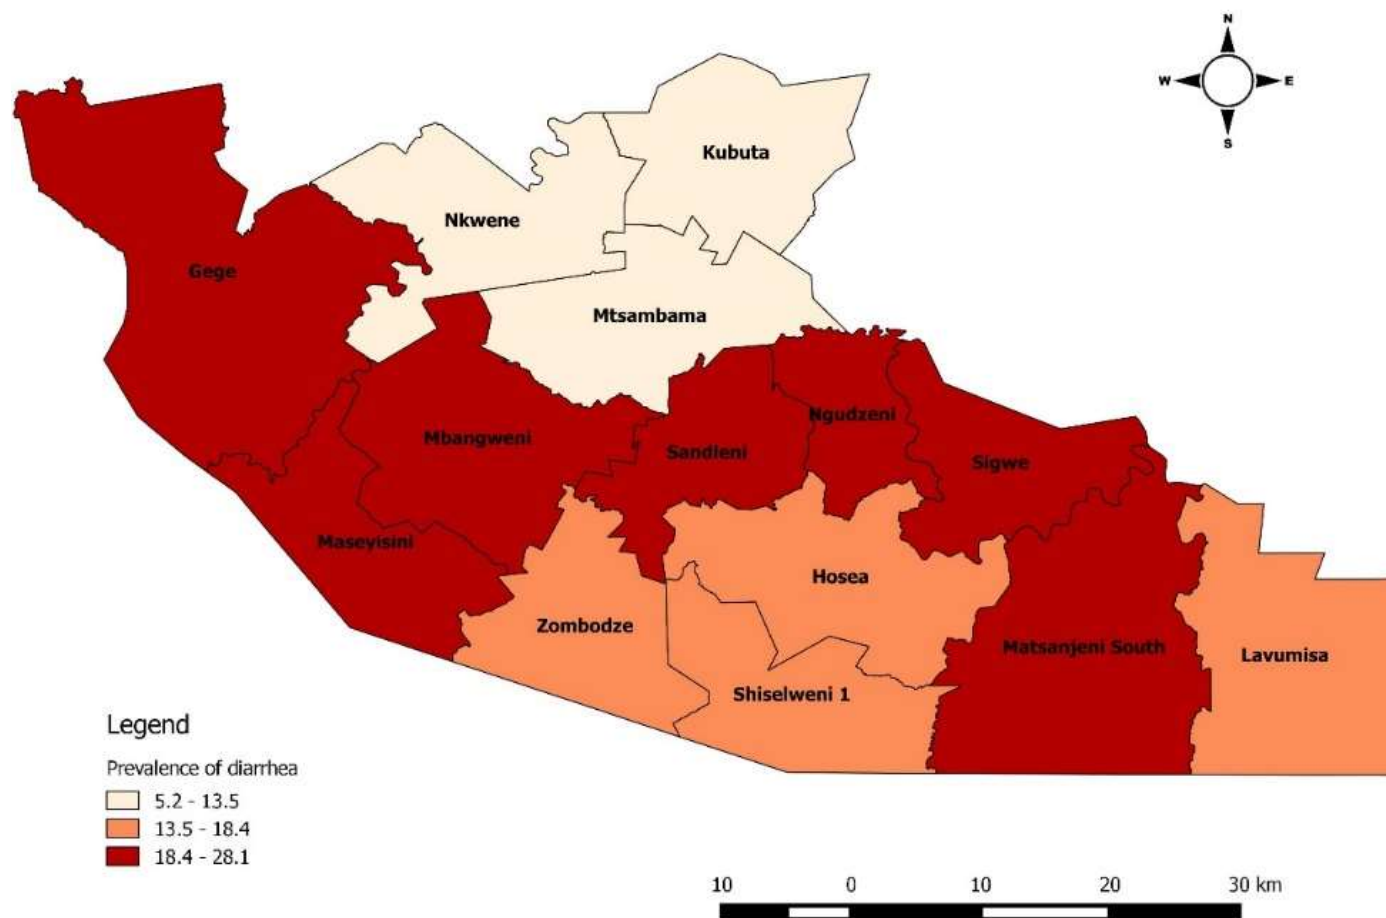 N
W E
S
Kubuta
Nkwene
Gege
Mtsambama
Ngudzeni
Mbangweni
Sandleni
Sigwe
Maseyisini
Hosea
Zombodze
Matsanjeni South
Lavumisa
Shiselweni 1
Legend
Prevalence of diarrhea
5.2 - 13.5
13.5 - 18.4
18.4 - 28.1
10 0 10 20 30 km